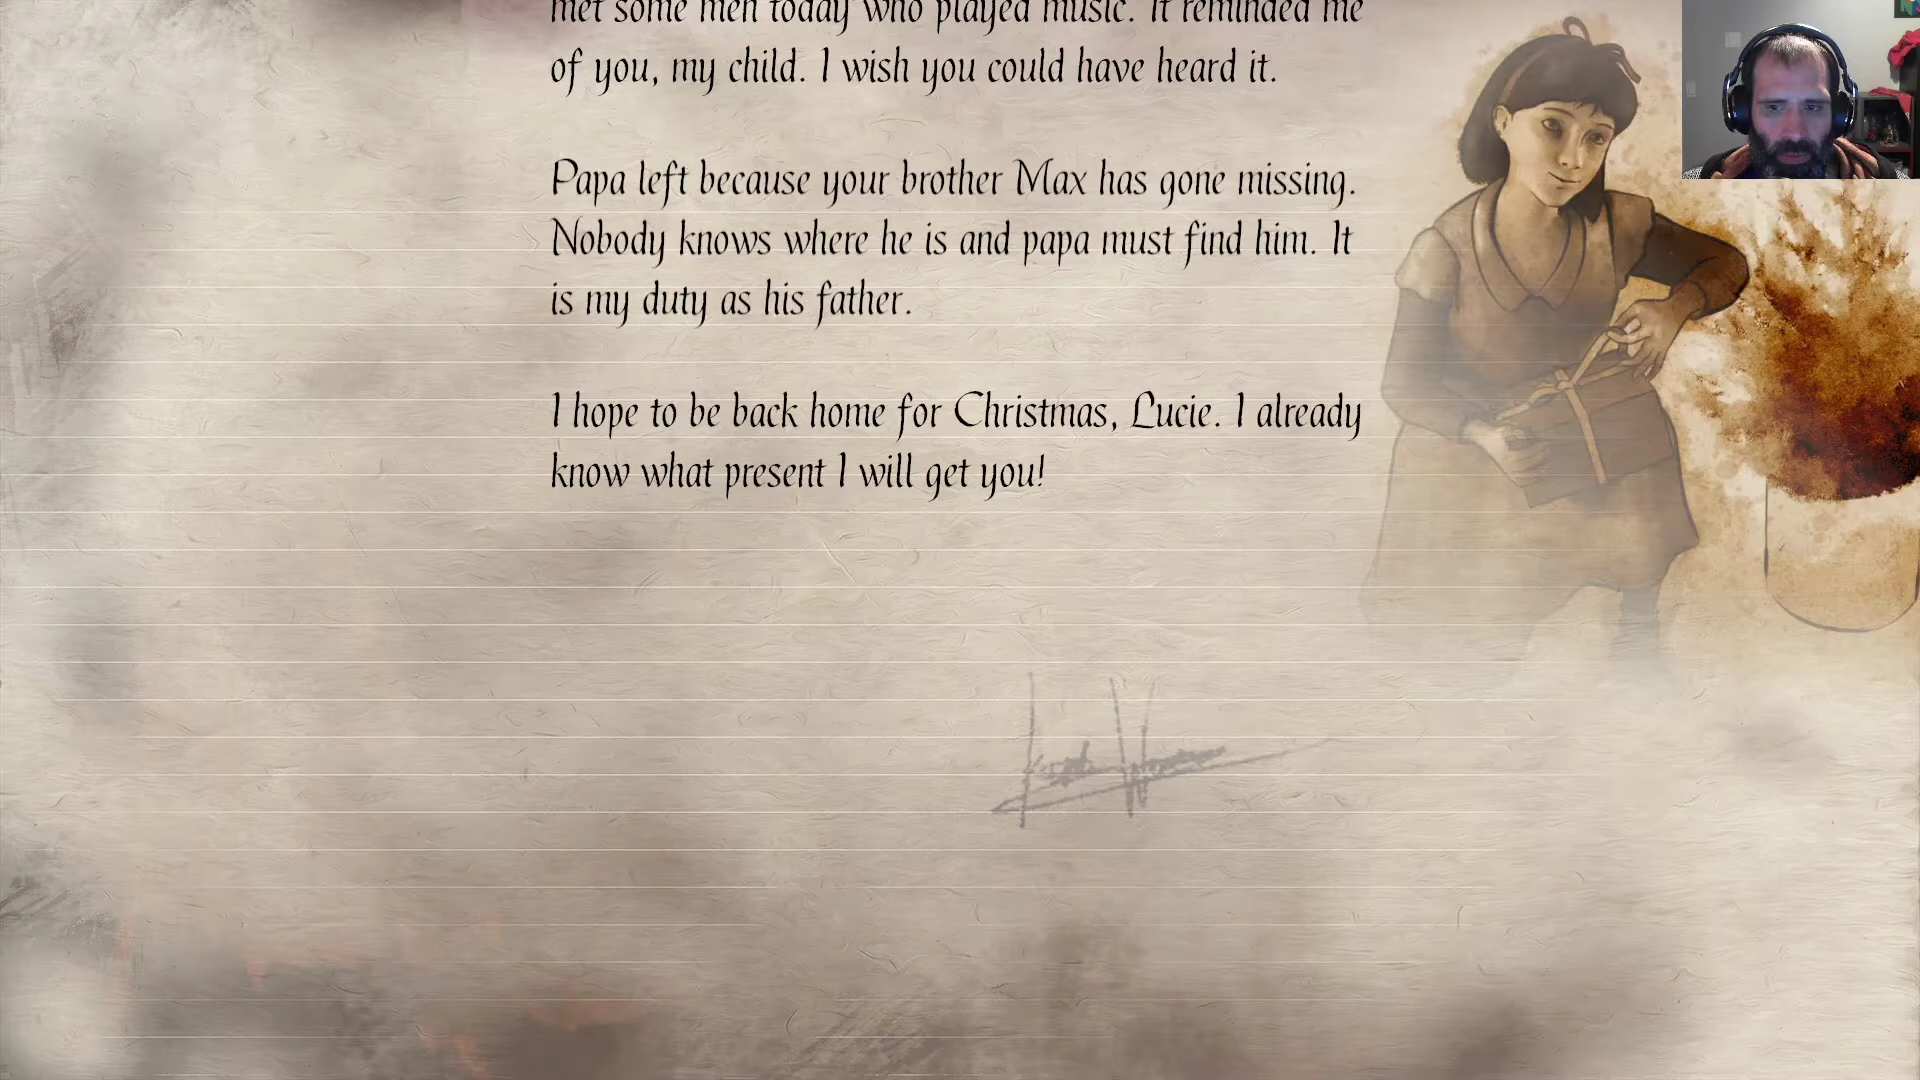 met some men today who played music. It reminded me
of you, my child. I wish you could have heard it.
Papa left because your brother Max has gone missing.
Nobody knows where he is and papa must find him. It
is my duty as his father.
I hope to be back home for Christmas, Lucie. I already
know what present I will get you!